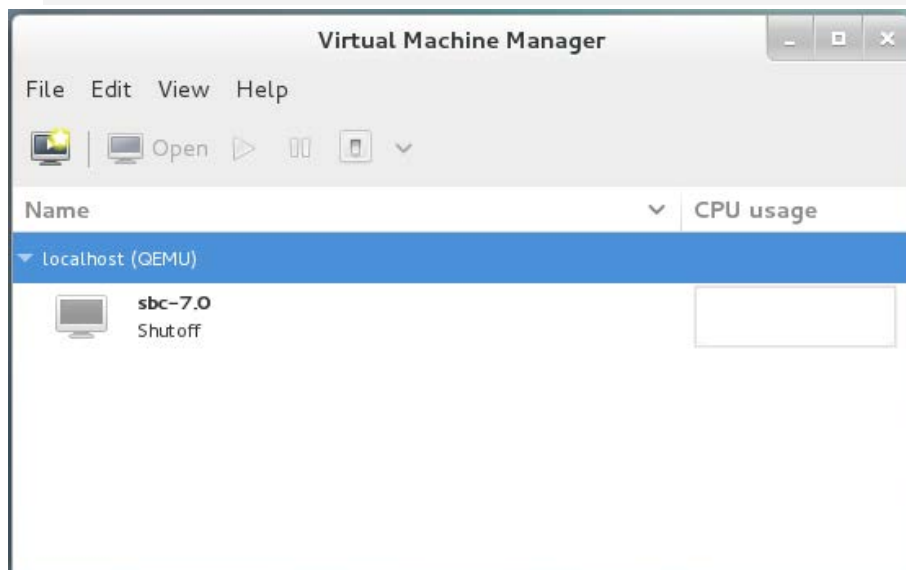 Virtual Machine Manager
File Edit View Help
Open
Name CPU usage
localhost (QEMU)
sbc-7.0
Shutoff